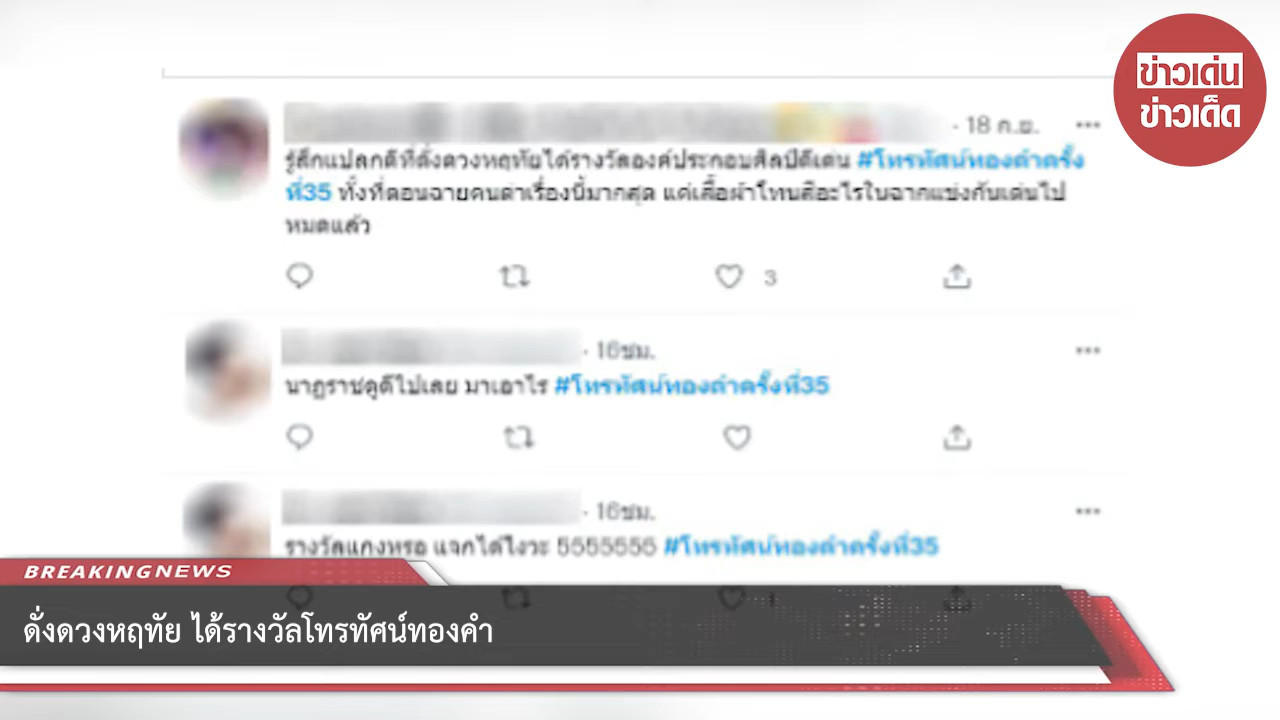 ข่าวเด่น
ข่าวเด็ด
· 18 ก.ย.
รู้สึกแปลกดีที่ดั่งดวงหฤทัยได้รางวัลองค์ประกอบศิลป์ดีเด่น #โทรทัศน์ทองคำครั้ง
ที่35 ทั้งที่ตอนฉายคนด่าเรื่องนี้มากสุด แค่เสื้อผ้าโทนสีอะไรในฉากแข่งกันเด่นไป
หมดแล้ว
3
· 16ชม.
นาฏราชดูดีไปเลย มาเอาไร #โทรทัศน์ทองคำครั้งที่35
· 16ชม.
รางวัลแกงหรอ แจกได้ไงวะ 5555555 #โทรทัศน์ทองคำครั้งที่35
1
BREAKINGNEWS
ดั่งดวงหฤทัย ได้รางวัลโทรทัศน์ทองคำ